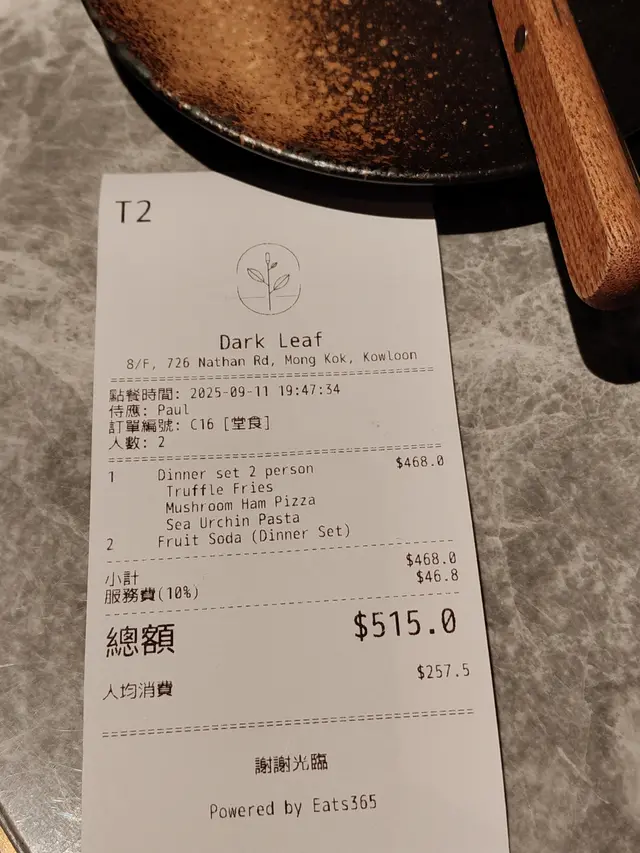 T2
Dark Leaf
8/F, 726 Nathan Rd, Mong Kok, Kowloon
點餐時間: 2025-09-11 19:47:34
侍應: Paul
訂單編號: C16 [堂食]
人數: 2
1 Dinner set 2 person $468.0
Truffle Fries
Mushroom Ham Pizza
Sea Urchin Pasta
2 Fruit Soda (Dinner Set)
小計 $468.0
服務費(10%) $46.8
總額 $515.0
人均消費 $257.5
謝謝光臨
Powered by Eats365